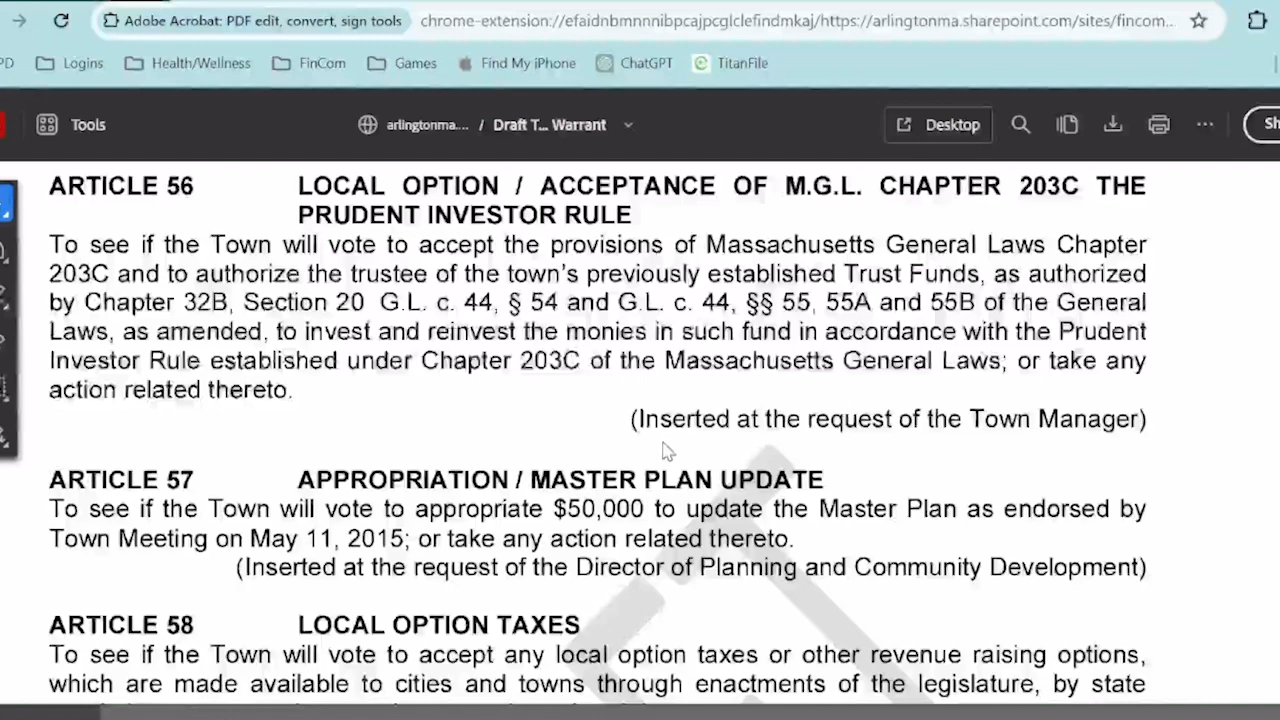 Adobe Acrobat: PDF edit, convert, sign tools chrome-extension://efaidnbmnnnibpcajpcglclefindmkaj/https://arlingtonma.sharepoint.com/sites/fincom...
PD Logins Health/Wellness FinCom Games Find My iPhone ChatGPT TitanFile
Tools arlingtonma.... / Draft T... Warrant Desktop Sh
ARTICLE 56 LOCAL OPTION / ACCEPTANCE OF M.G.L. CHAPTER 203C THE
PRUDENT INVESTOR RULE
To see if the Town will vote to accept the provisions of Massachusetts General Laws Chapter
203C and to authorize the trustee of the town's previously established Trust Funds, as authorized
by Chapter 32B, Section 20 G.L. c. 44, § 54 and G.L. c. 44, §§ 55, 55A and 55B of the General
Laws, as amended, to invest and reinvest the monies in such fund in accordance with the Prudent
Investor Rule established under Chapter 203C of the Massachusetts General Laws; or take any
action related thereto.
(Inserted at the request of the Town Manager)
ARTICLE 57 APPROPRIATION / MASTER PLAN UPDATE
To see if the Town will vote to appropriate $50,000 to update the Master Plan as endorsed by
Town Meeting on May 11, 2015; or take any action related thereto.
(Inserted at the request of the Director of Planning and Community Development)
ARTICLE 58 LOCAL OPTION TAXES
To see if the Town will vote to accept any local option taxes or other revenue raising options,
which are made available to cities and towns through enactments of the legislature, by state